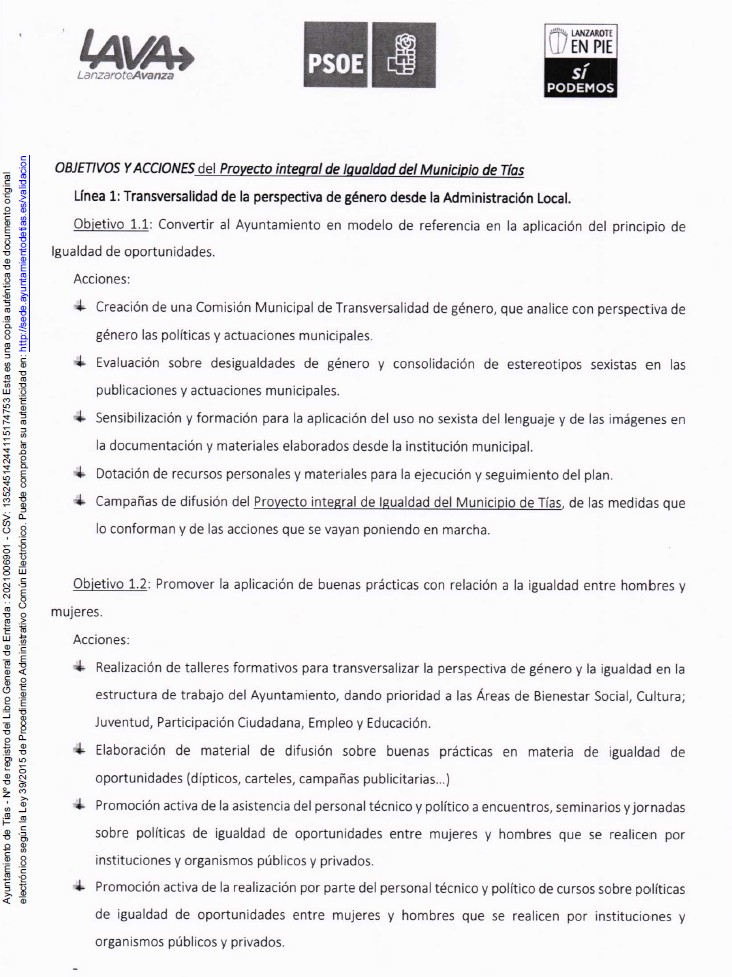 LAVA
LanzaroteAvanza
PSOE
LANZAROTE
EN PIE
SÍ
PODEMOS
OBJETIVOS Y ACCIONES del Proyecto integral de Igualdad del Municipio de Tías
Línea 1: Transversalidad de la perspectiva de género desde la Administración Local.
Objetivo 1.1: Convertir al Ayuntamiento en modelo de referencia en la aplicación del principio de
Igualdad de oportunidades.
Acciones:
Creación de una Comisión Municipal de Transversalidad de género, que analice con perspectiva de
género las políticas y actuaciones municipales.
Evaluación sobre desigualdades de género y consolidación de estereotipos sexistas en las
publicaciones y actuaciones municipales.
Sensibilización y formación para la aplicación del uso no sexista del lenguaje y de las imágenes en
la documentación y materiales elaborados desde la institución municipal.
Dotación de recursos personales y materiales para la ejecución y seguimiento del plan.
Campañas de difusión del Proyecto integral de Igualdad del Municipio de Tías, de las medidas que
lo conforman y de las acciones que se vayan poniendo en marcha.
Objetivo 1.2: Promover la aplicación de buenas prácticas con relación a la igualdad entre hombres y
mujeres.
Acciones:
Realización de talleres formativos para transversalizar la perspectiva de género y la igualdad en la
estructura de trabajo del Ayuntamiento, dando prioridad a las Áreas de Bienestar Social, Cultura;
Juventud, Participación Ciudadana, Empleo y Educación.
Elaboración de material de difusión sobre buenas prácticas en materia de igualdad de
oportunidades (dípticos, carteles, campañas publicitarias...)
Promoción activa de la asistencia del personal técnico y político a encuentros, seminarios y jornadas
sobre políticas de igualdad de oportunidades entre mujeres y hombres que se realicen por
instituciones y organismos públicos y privados.
Promoción activa de la realización por parte del personal técnico y político de cursos sobre políticas
de igualdad de oportunidades entre mujeres y hombres que se realicen por instituciones y
organismos públicos y privados.
-
Ayuntamiento de Tías - Nº de registro del Libro General de Entrada : 2021006901 - CSV: 13524514244115174753 Esta es una copia auténtica de documento original
electrónico según la Ley 39/2015 de Procedimiento Administrativo Común Electrónico. Puede comprobar su autenticidad en: http://sede.ayuntamientodetias.es/validacion